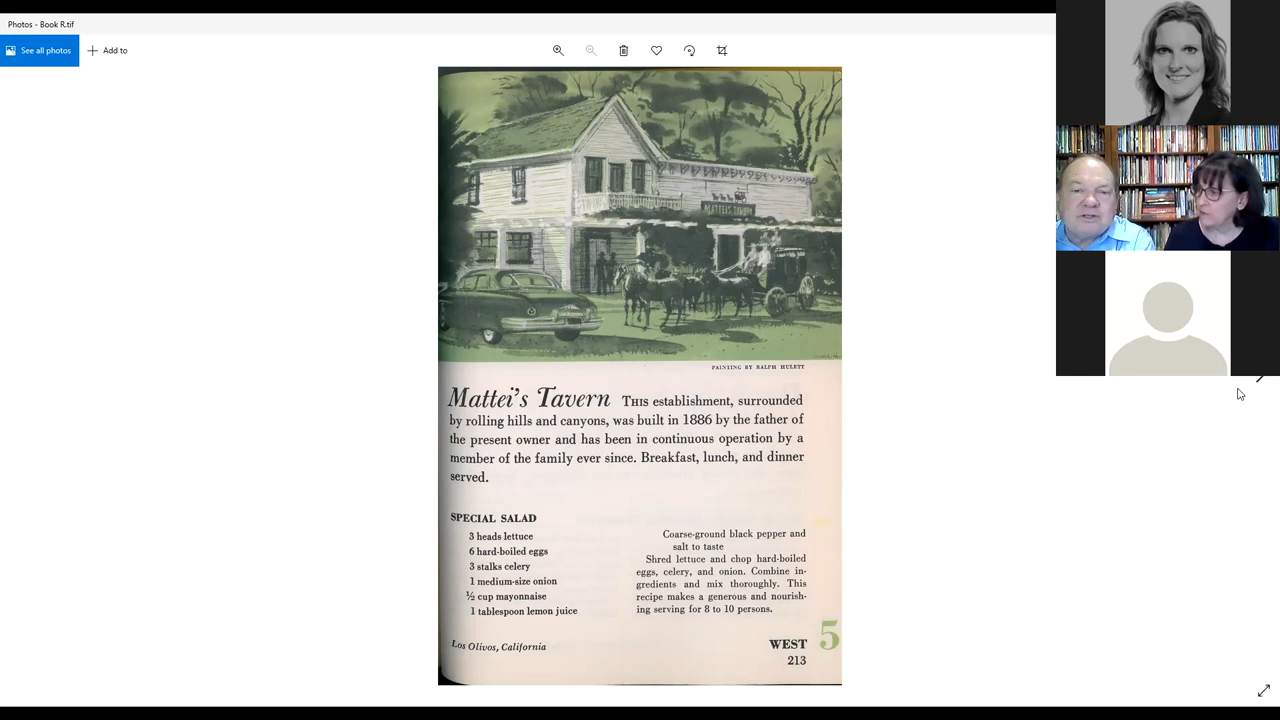 Photos - Book R.tif
See all photos
Add to
MATTEI'S TAVERN
PAINTING BY RALPH HULETT
Mattei's Tavern THIS establishment, surrounded
by rolling hills and canyons, was built in 1886 by the father of
the present owner and has been in continuous operation by a
member of the family ever since. Breakfast, lunch, and dinner
served.
SPECIAL SALAD
3 heads lettuce
6 hard-boiled eggs
3 stalks celery
1 medium-size onion
½ cup mayonnaise
1 tablespoon lemon juice
Coarse-ground black pepper and
salt to taste
Shred lettuce and chop hard-boiled
eggs, celery, and onion. Combine in-
gredients and mix thoroughly. This
recipe makes a generous and nourish-
ing serving for 8 to 10 persons.
Los Olivos, California
WEST
213
5